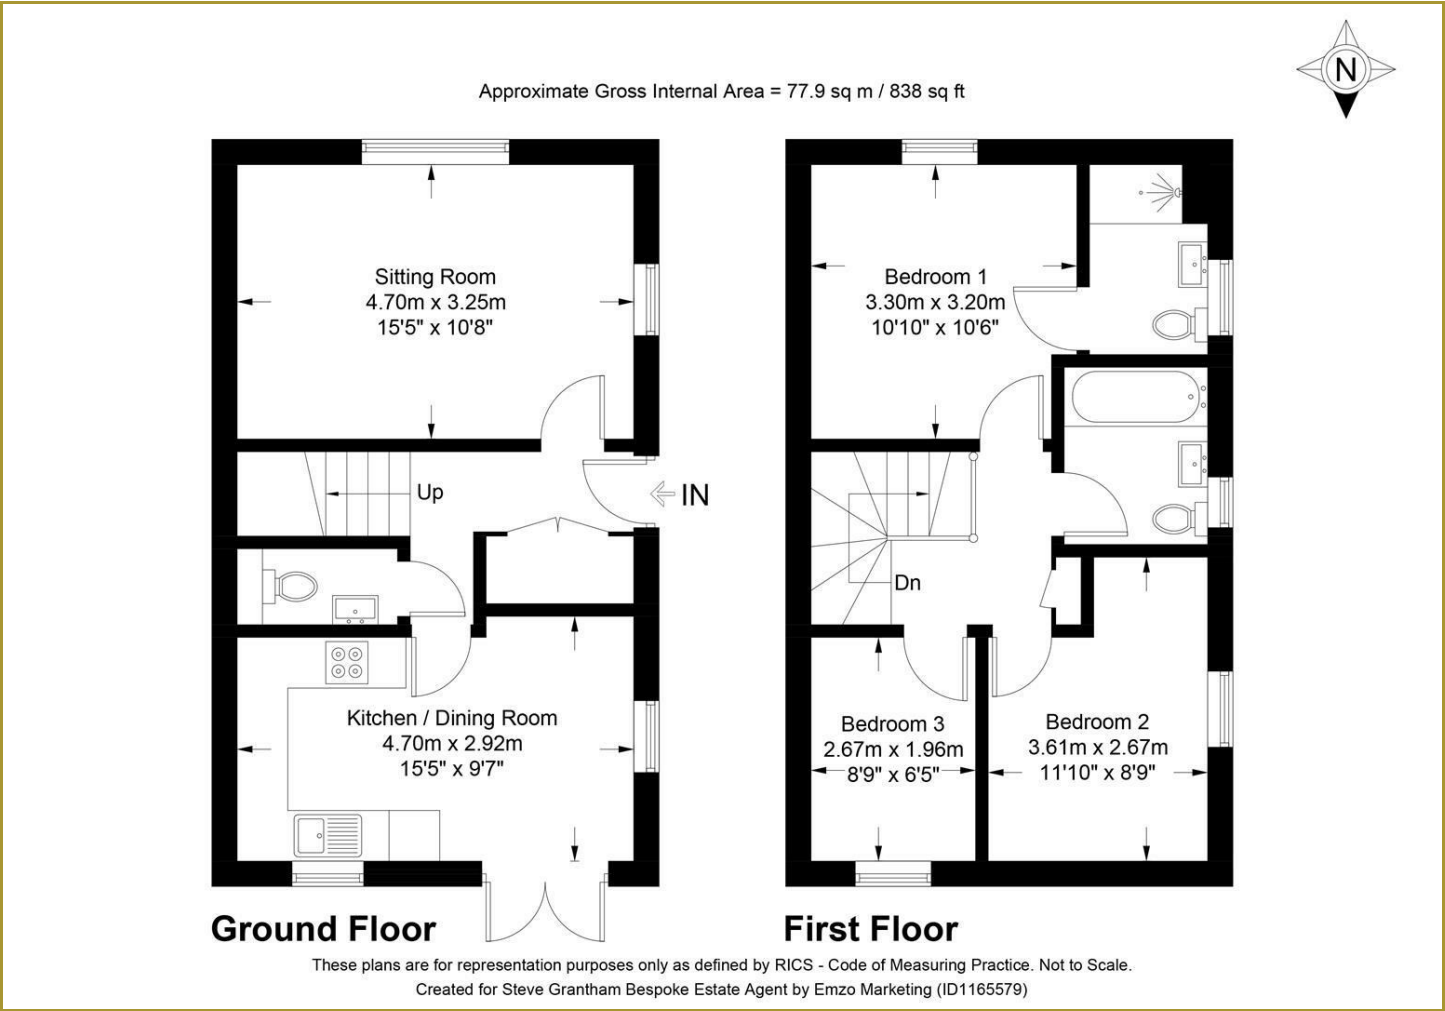 N
Approximate Gross Internal Area = 77.9 sq m / 838 sq ft
Sitting Room
4.70m x 3.25m
15'5" x 10'8"
Up
IN
Kitchen / Dining Room
4.70m x 2.92m
15'5" x 9'7"
Ground Floor
Bedroom 1
3.30m x 3.20m
10'10" x 10'6"
Dn
Bedroom 3
2.67m x 1.96m
8'9" x 6'5"
Bedroom 2
3.61m x 2.67m
11'10" x 8'9"
First Floor
These plans are for representation purposes only as defined by RICS - Code of Measuring Practice. Not to Scale.
Created for Steve Grantham Bespoke Estate Agent by Emzo Marketing (ID1165579)